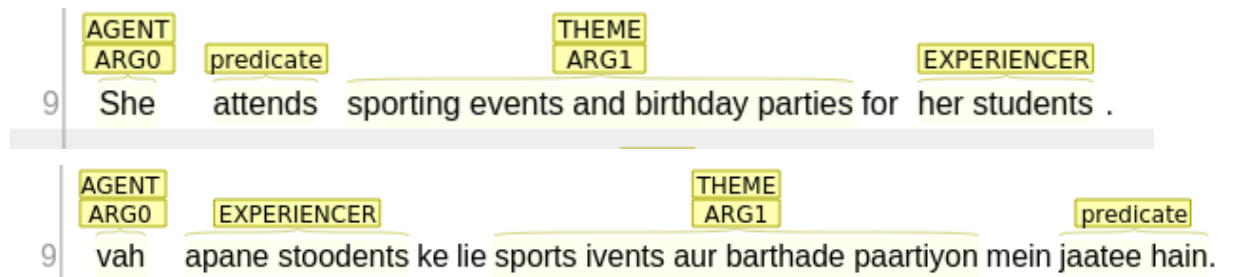 AGENT THEME
ARG0 predicate ARG1 EXPERIENCER
9 She attends sporting events and birthday parties for her students .
AGENT THEME
ARG0 EXPERIENCER ARG1 predicate
9 vah apane stoodents ke lie sports ivents aur barthade paartiyon mein jaatee hain.